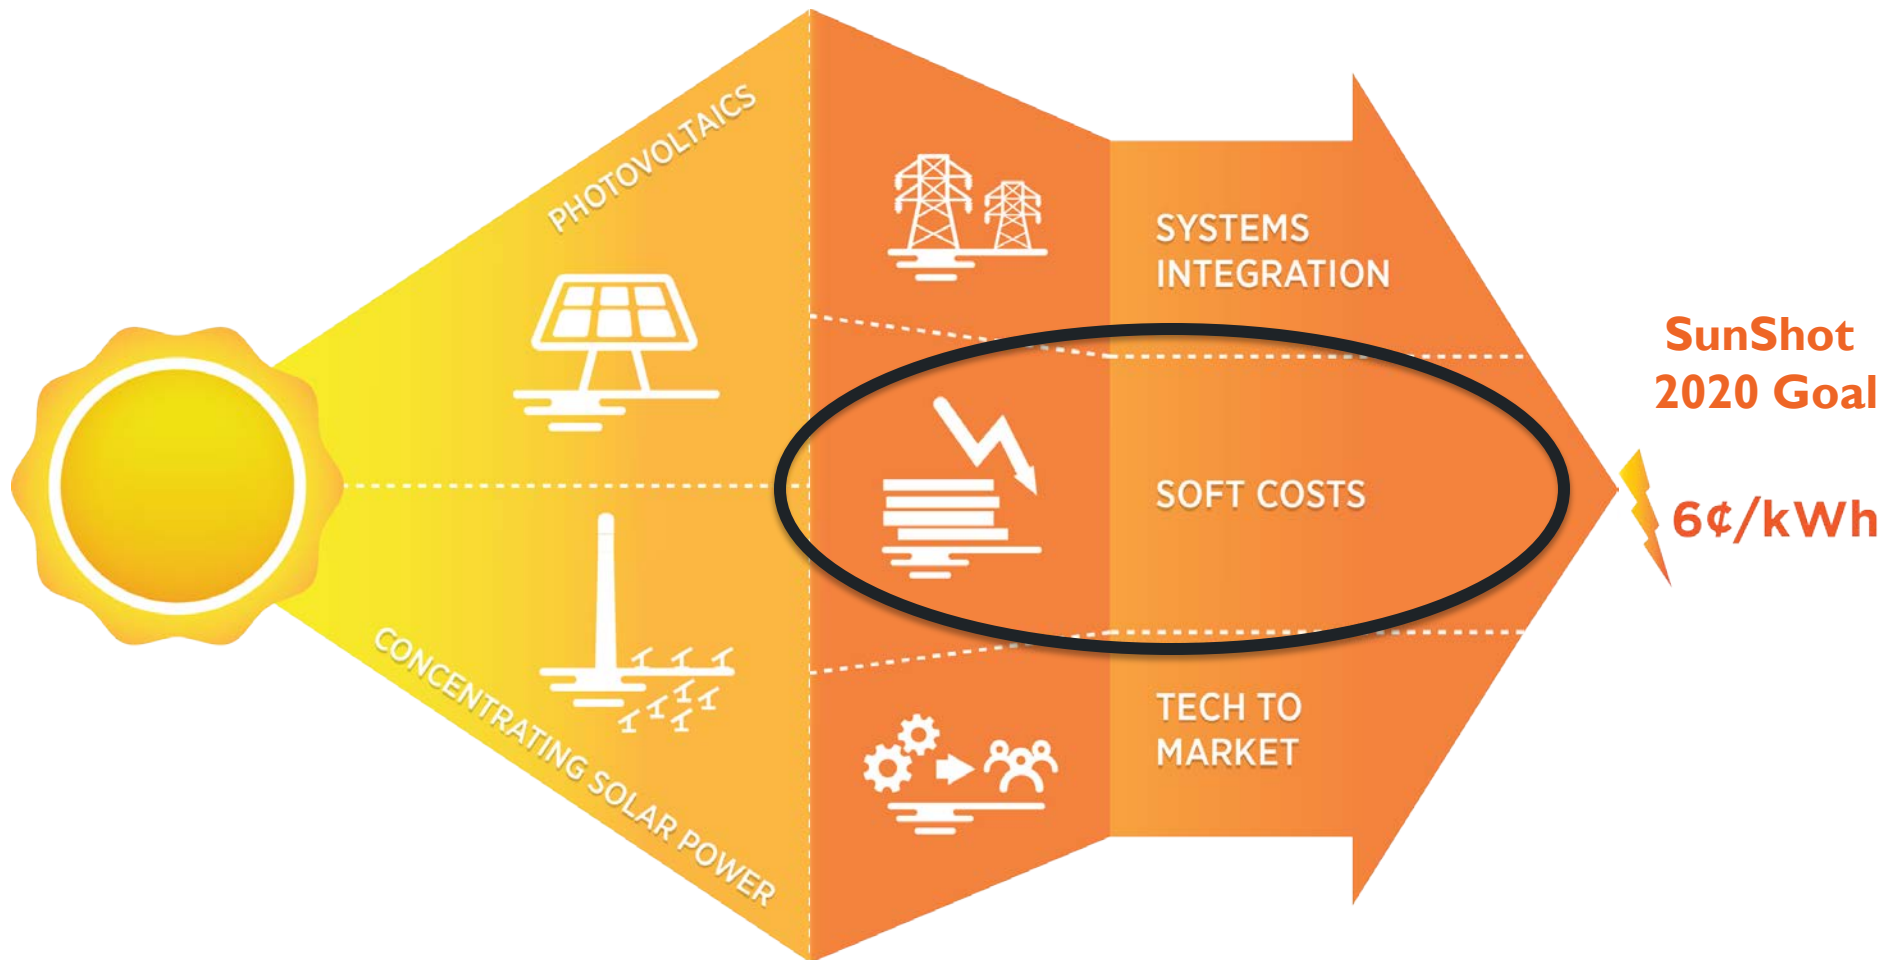 PHOTOVOLTAICS
CONCENTRATING SOLAR POWER
SYSTEMS
INTEGRATION
SOFT COSTS
TECH TO
MARKET
SunShot
2020 Goal
6¢/kWh